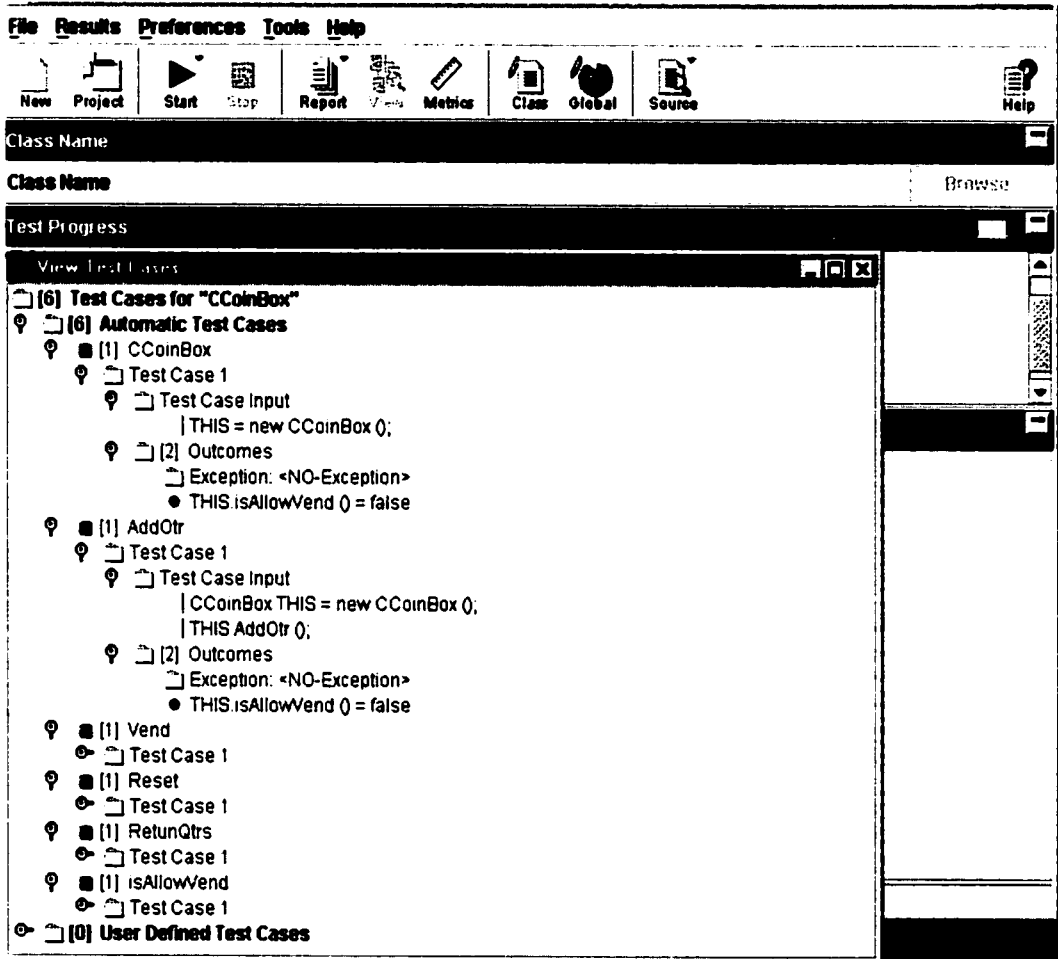 File Results Preferences Tools Help
New Project Start Stop Report View Metrics Class Global Source Help
Class Name
Class Name Browse
Test Progress
View Test Cases
[6] Test Cases for "CCoinBox"
[6] Automatic Test Cases
[1] CCoinBox
Test Case 1
Test Case Input
THIS = new CCoinBox ();
[2] Outcomes
Exception: <NO-Exception>
THIS.isAllowVend () = false
[1] AddQtr
Test Case 1
Test Case Input
CCoinBox THIS = new CCoinBox ();
THIS AddQtr ();
[2] Outcomes
Exception: <NO-Exception>
THIS.isAllowVend () = false
[1] Vend
Test Case 1
[1] Reset
Test Case 1
[1] RetunQtrs
Test Case 1
[1] isAllowVend
Test Case 1
[0] User Defined Test Cases